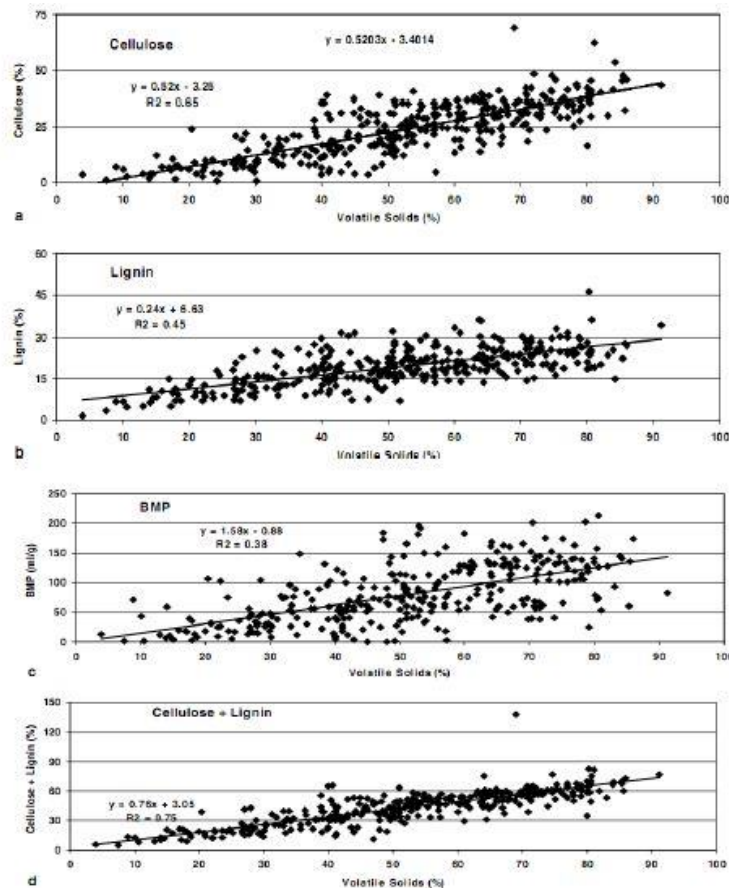 75
Cellulose
y = 0.5203x - 3.4014
50
y = 0.52x - 3.25
R2 = 0.65
Cellulose (%)
25
0
0 10 20 30 40 50 60 70 80 90 100
a
Volatile Solids (%)
60
Lignin
45
y = 0.24x + 6.63
R2 = 0.45
Lignin (%)
30
15
0
0 10 20 30 40 50 60 70 80 90 100
b
Volatile Solids (%)
250
BMP
200
y = 1.58x - 0.88
R2 = 0.38
BMP (ml/g)
150
100
50
0
0 10 20 30 40 50 60 70 80 90 100
c
Volatile Solids (%)
150
Cellulose + Lignin
120
90
Cellulose + Lignin (%)
60
y = 0.76x + 3.05
R2 = 0.75
30
0
0 10 20 30 40 50 60 70 80 90 100
d
Volatile Solids (%)